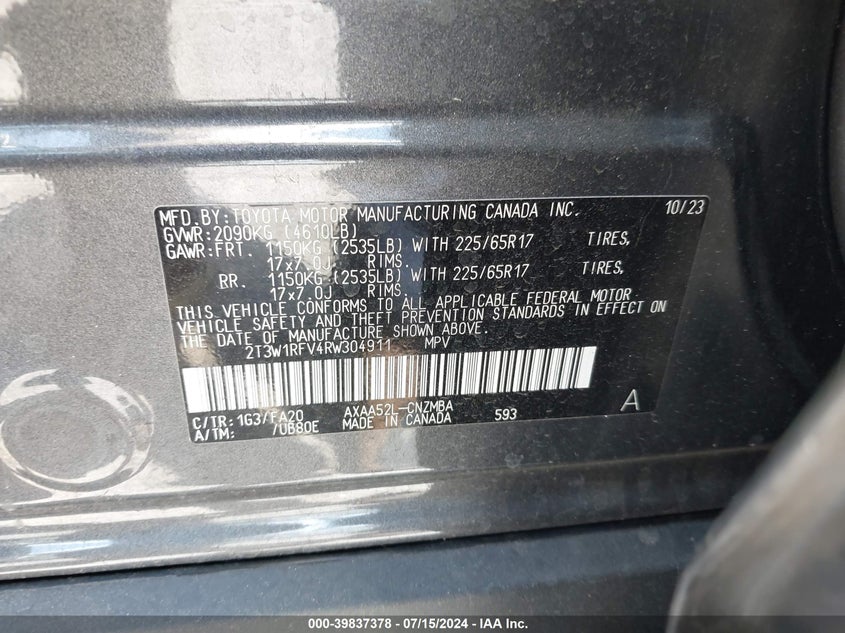 MFD. BY: TOYOTA MOTOR MANUFACTURING CANADA INC. 10/23
GVWR: 2090KG (4610LB)
GAWR: FRT. 1150KG (2535LB) WITH 225/65R17 TIRES,
17x7.0J RIMS.
RR. 1150KG (2535LB) WITH 225/65R17 TIRES,
17x7.0J RIMS.
THIS VEHICLE CONFORMS TO ALL APPLICABLE FEDERAL MOTOR
VEHICLE SAFETY AND THEFT PREVENTION STANDARDS IN EFFECT ON
THE DATE OF MANUFACTURE SHOWN ABOVE.
2T3W1RFV4RW304911 MPV
C/TR: 1G3/FA20 AXAA52L-CNZMBA 593 A
A/TM: /UB80E MADE IN CANADA
000-39837378 - 07/15/2024 - IAA Inc.